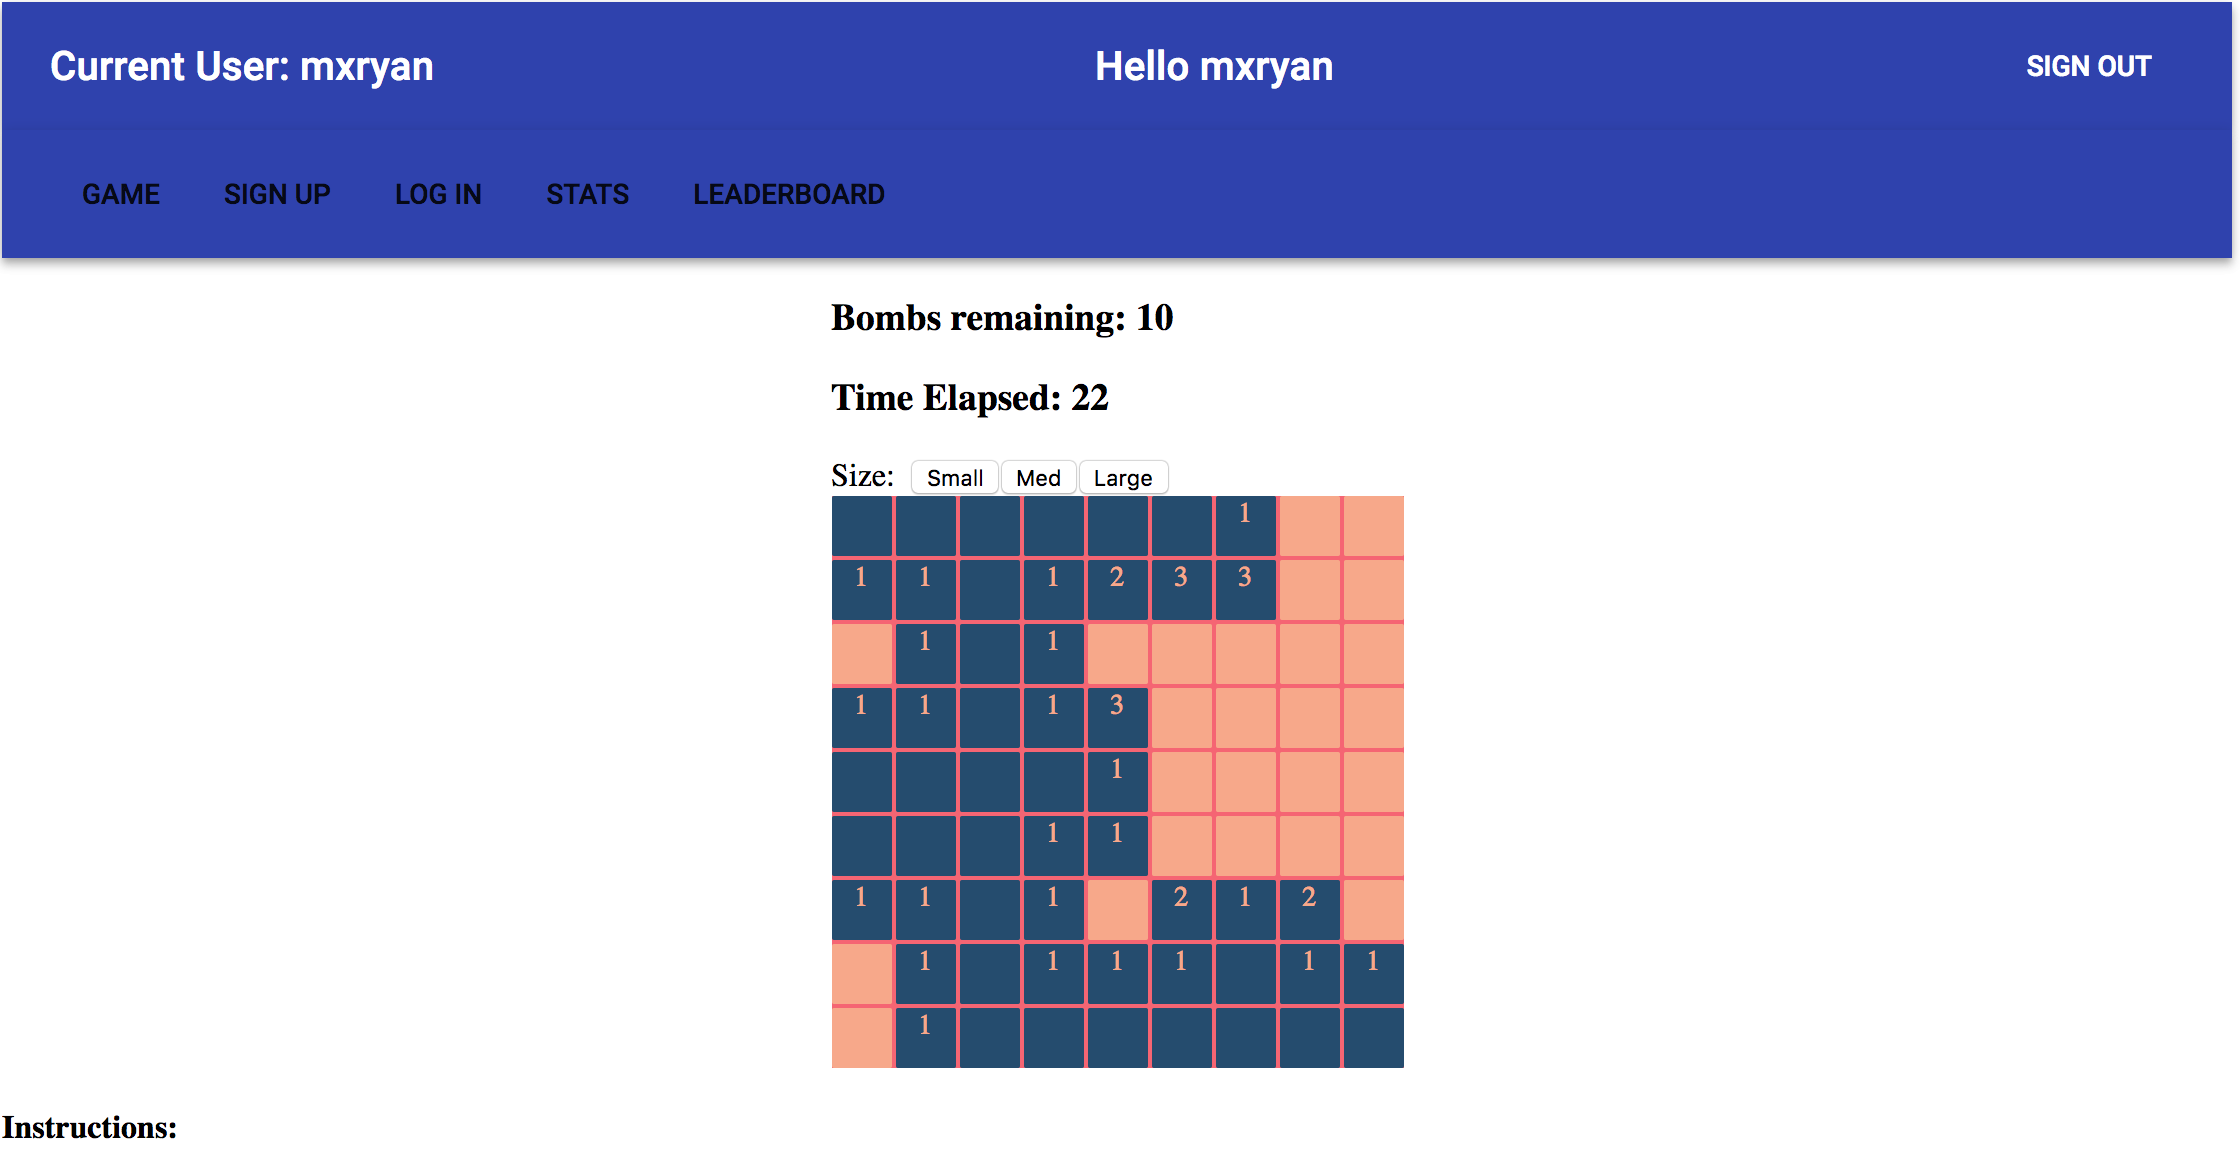 Current User: mxryan Hello mxryan SIGN OUT
GAME SIGN UP LOG IN STATS LEADERBOARD
Bombs remaining: 10
Time Elapsed: 22
Size: Small Med Large
1
1 1 1 2 3 3
1 1
1 1 1 3
1
1 1
1 1 1 2 1 2
1 1 1 1 1 1
1
Instructions: